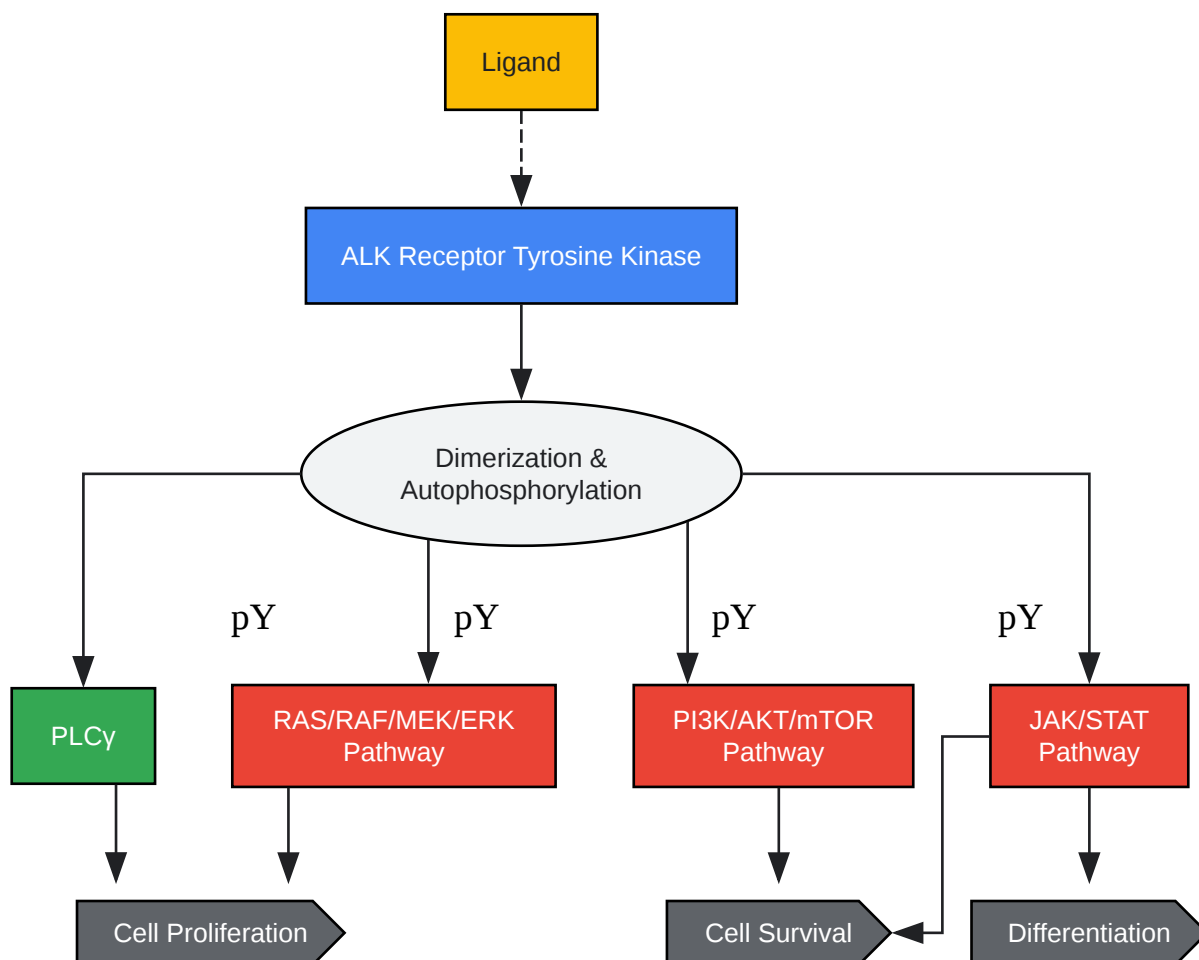 Ligand
ALK Receptor Tyrosine Kinase
Dimerization &
Autophosphorylation
pY
pY
pY
pY
PLCγ
RAS/RAF/MEK/ERK
Pathway
PI3K/AKT/mTOR
Pathway
JAK/STAT
Pathway
Cell Proliferation
Cell Survival
Differentiation